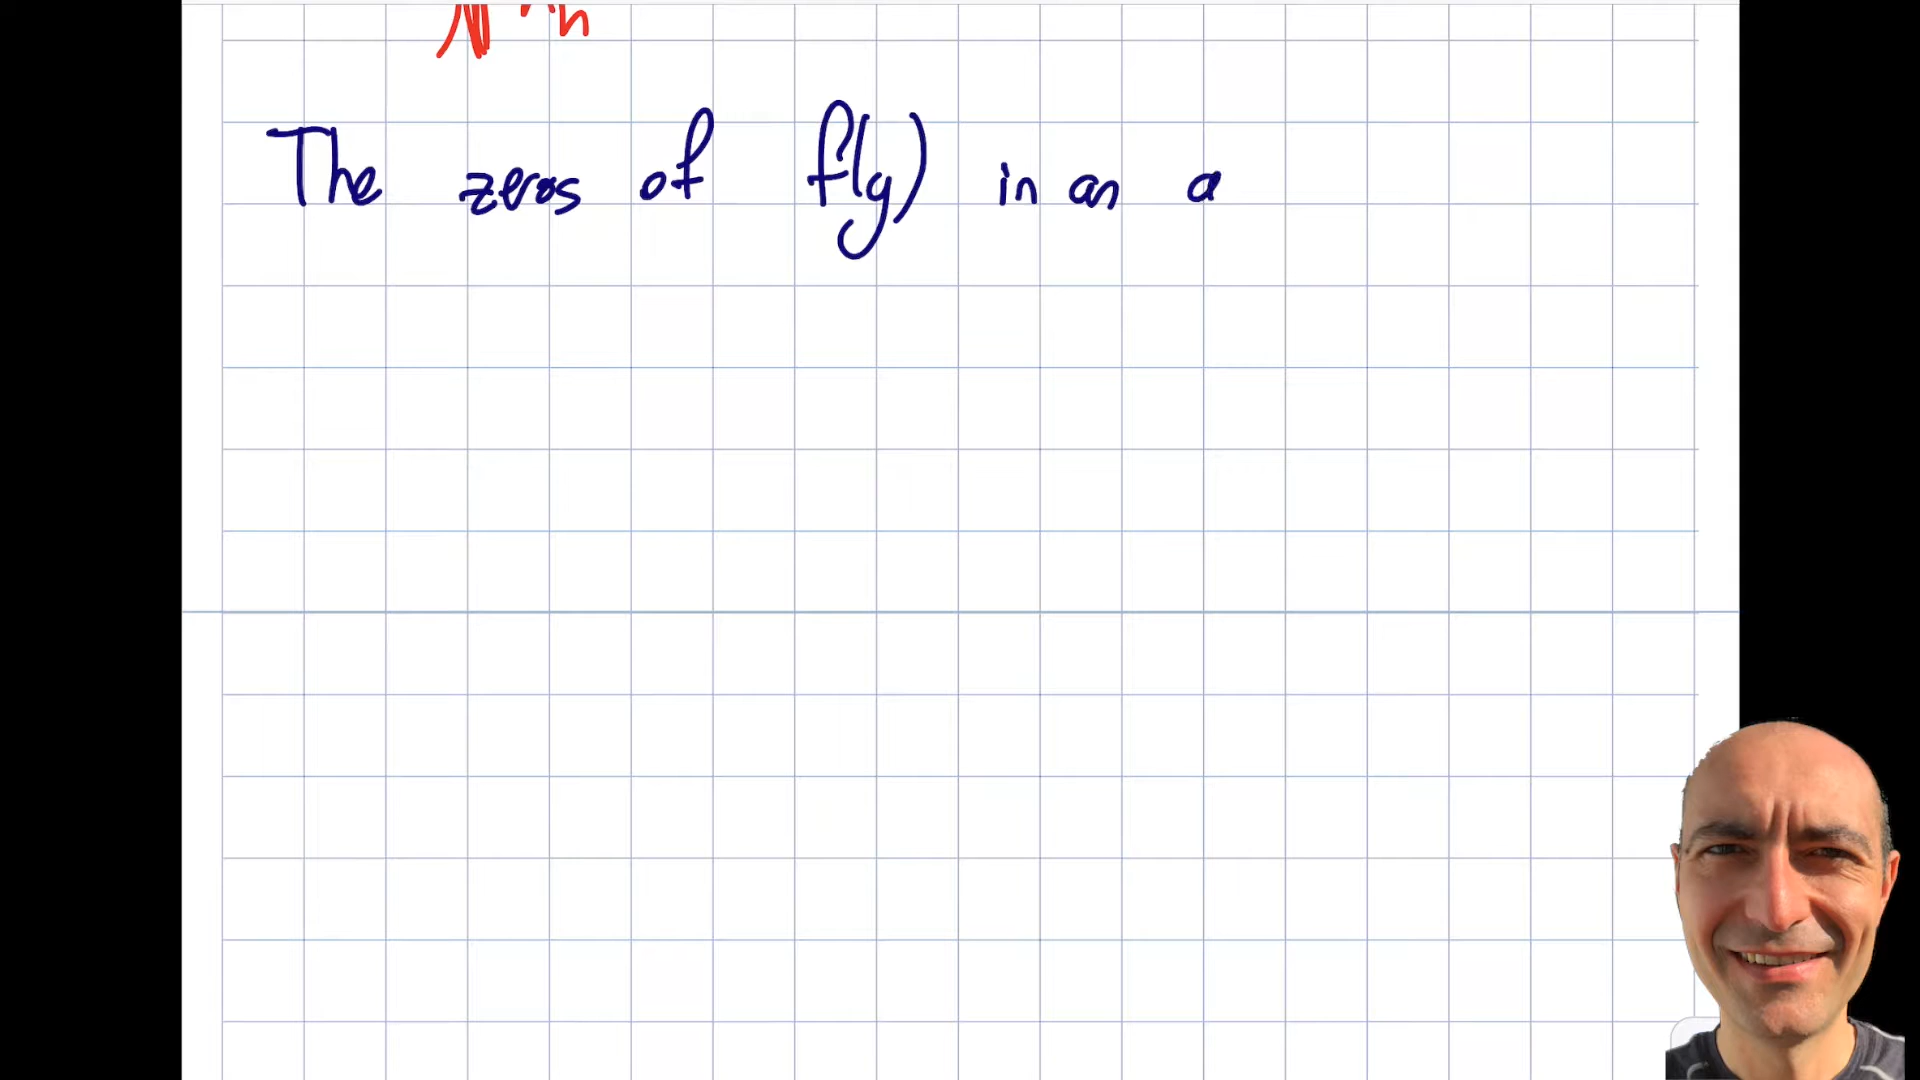 The zeros of f(y) in an a